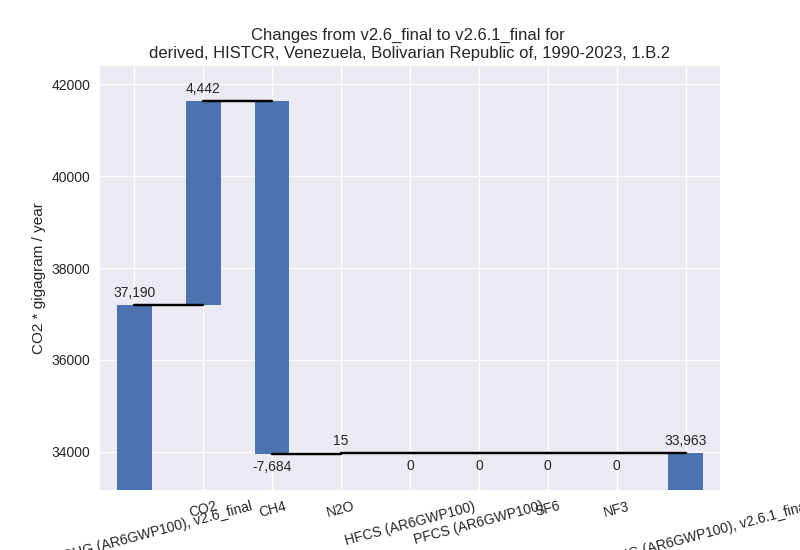 Changes from v2.6_final to v2.6.1_final for
derived, HISTCR, Venezuela, Bolivarian Republic of, 1990-2023, 1.B.2
CO2 * gigagram / year
42000
40000
38000
36000
34000
37,190
4,442
-7,684
15
0
0
0
0
33,963
(AR6GWP100), v2.6_final
CO2
CH4
N2O
HFCS (AR6GWP100)
PFCS (AR6GWP100)
SF6
NF3
(AR6GWP100), v2.6.1_fina